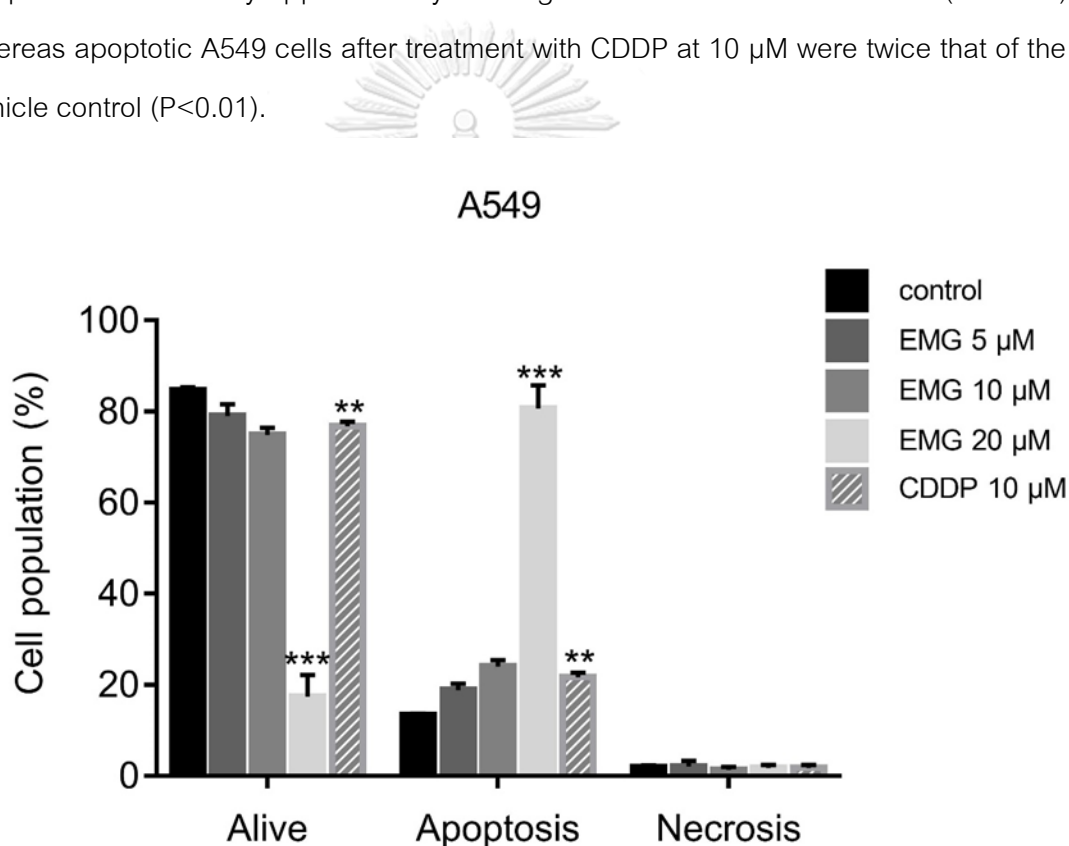 whereas apoptotic A549 cells after treatment with CDDP at 10 µM were twice that of the
vehicle control (P<0.01).
A549
control
EMG 5 µM
EMG 10 µM
EMG 20 µM
CDDP 10 µM
Cell population (%)
100
80
60
40
20
0
***
**
***
**
Alive
Apoptosis
Necrosis